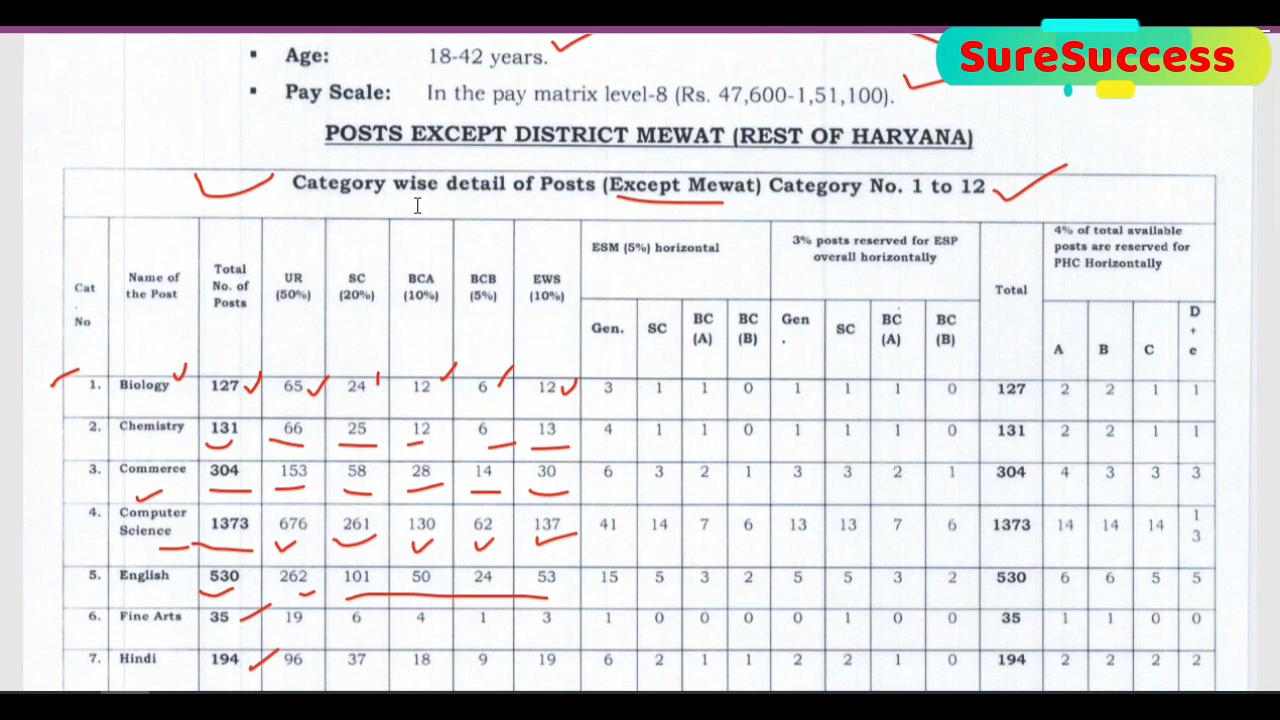 SureSuccess
▪ Age: 18-42 years.
▪ Pay Scale: In the pay matrix level-8 (Rs. 47,600-1,51,100).
POSTS EXCEPT DISTRICT MEWAT (REST OF HARYANA)
Category wise detail of Posts (Except Mewat) Category No. 1 to 12
Cat. No | Name of the Post | Total No. of Posts | UR (50%) | SC (20%) | BCA (10%) | BCB (5%) | EWS (10%) | ESM (5%) horizontal | 3% posts reserved for ESP overall horizontally | Total | 4% of total available posts are reserved for PHC Horizontally
Gen. | SC | BC (A) | BC (B) | Gen. | SC | BC (A) | BC (B) | A | B | C | D+e
1. Biology 127 65 24 12 6 12 3 1 1 0 1 1 1 0 127 2 2 1 1
2. Chemistry 131 66 25 12 6 13 4 1 1 0 1 1 1 0 131 2 2 1 1
3. Commerce 304 153 58 28 14 30 6 3 2 1 3 3 2 1 304 4 3 3 3
4. Computer Science 1373 676 261 130 62 137 41 14 7 6 13 13 7 6 1373 14 14 14 13
5. English 530 262 101 50 24 53 15 5 3 2 5 5 3 2 530 6 6 5 5
6. Fine Arts 35 19 6 4 1 3 1 0 0 0 0 1 0 0 35 1 1 0 0
7. Hindi 194 96 37 18 9 19 6 2 1 1 2 2 1 0 194 2 2 2 2